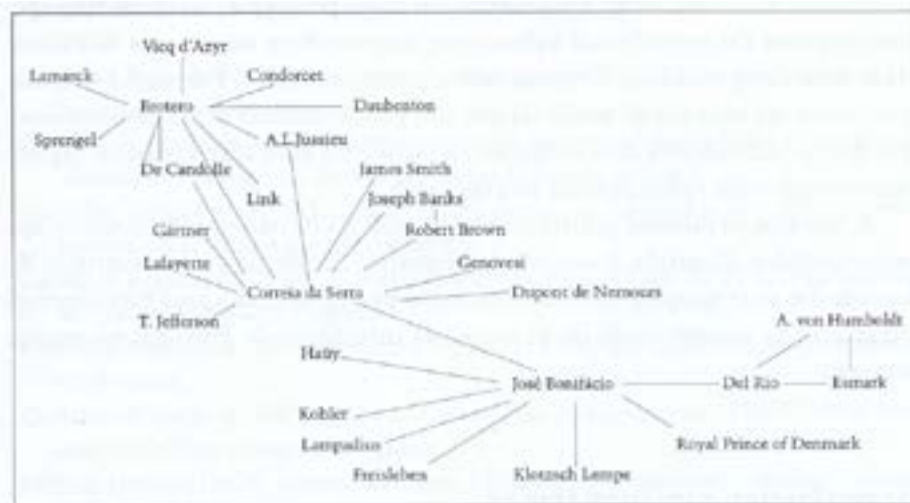 Vicq d'Azyr
Lamarck
Condorcet
Brotero
Daubenton
Sprengel
A.L.Jussieu
De Candolle
James Smith
Link
Joseph Banks
Gärtner
Robert Brown
Lafayette
Genovesi
Correia da Serra
Dupont de Nemours
T. Jefferson
A. von Humboldt
Haüy
José Bonifácio
Del Rio
Esmark
Kohler
Lampadius
Royal Prince of Denmark
Freisleben
Klotzsch Lempe